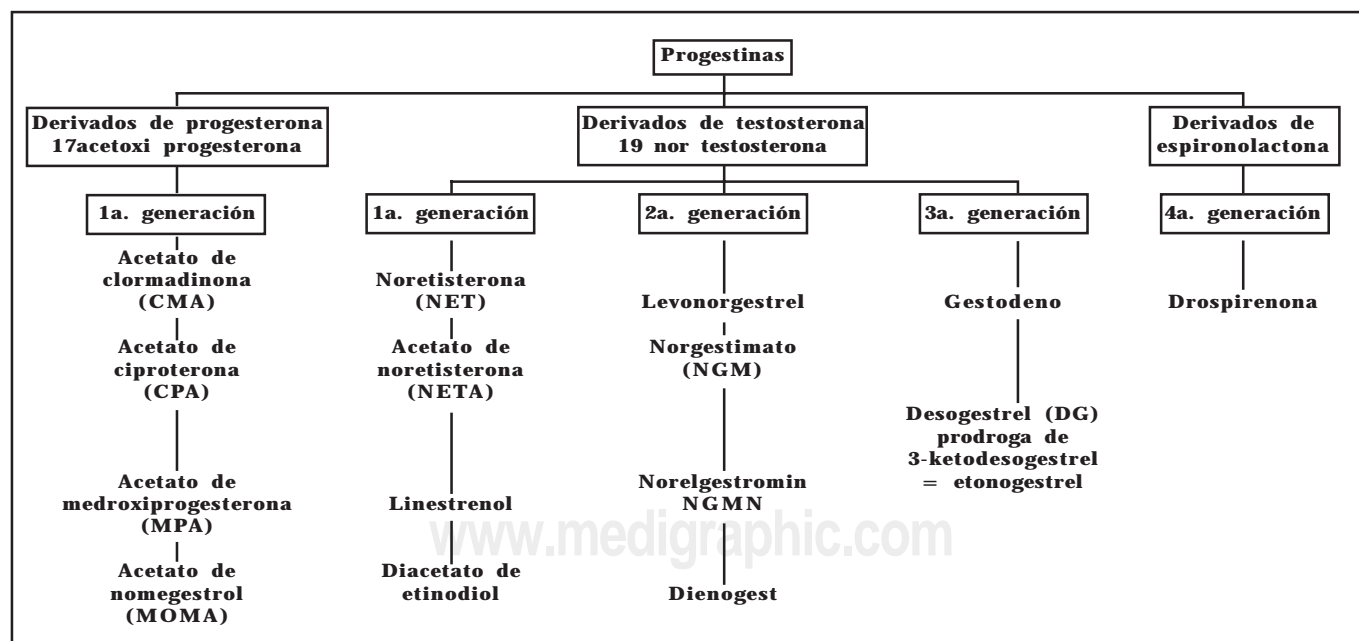 Progestinas
Derivados de progesterona
17acetoxi progesterona
Derivados de testosterona
19 nor testosterona
Derivados de
espironolactona
1a. generación
1a. generación
2a. generación
3a. generación
4a. generación
Acetato de
clormadinona
(CMA)
Acetato de
ciproterona
(CPA)
Acetato de
medroxiprogesterona
(MPA)
Acetato de
nomegestrol
(MOMA)
Noretisterona
(NET)
Acetato de
noretisterona
(NETA)
Linestrenol
Diacetato de
etinodiol
Levonorgestrel
Norgestimato
(NGM)
Norelgestromin
NGMN
Dienogest
Gestodeno
Desogestrel (DG)
prodroga de
3-ketodesogestrel
= etonogestrel
Drospirenona
www.medigraphic.com